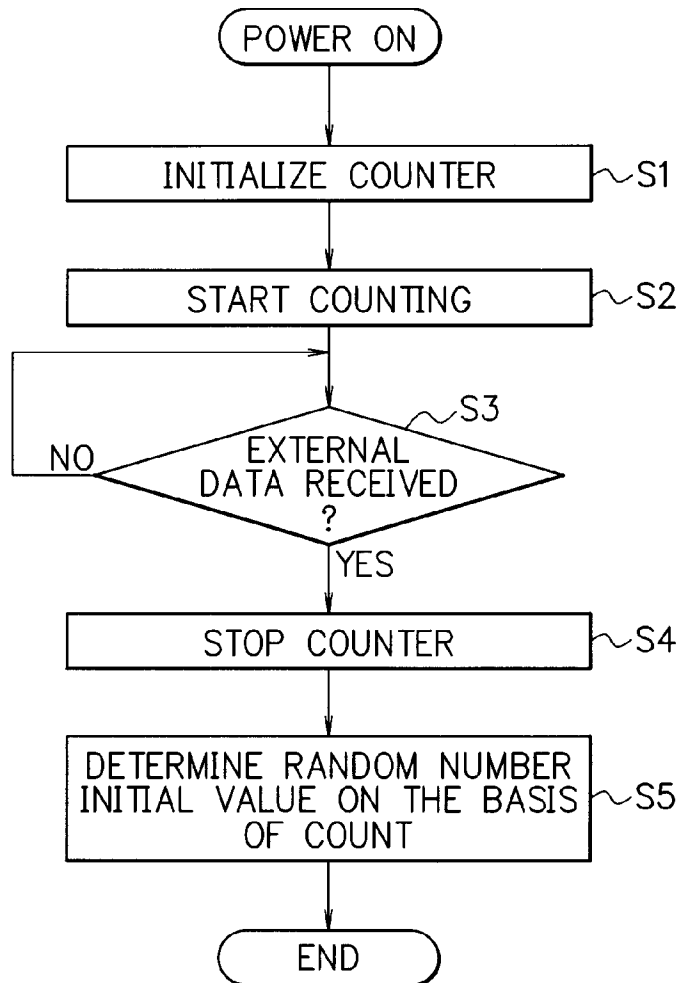 POWER ON
INITIALIZE COUNTER
S1
START COUNTING
S2
S3
EXTERNAL
DATA RECEIVED
?
NO
YES
STOP COUNTER
S4
DETERMINE RANDOM NUMBER
INITIAL VALUE ON THE BASIS
OF COUNT
S5
END